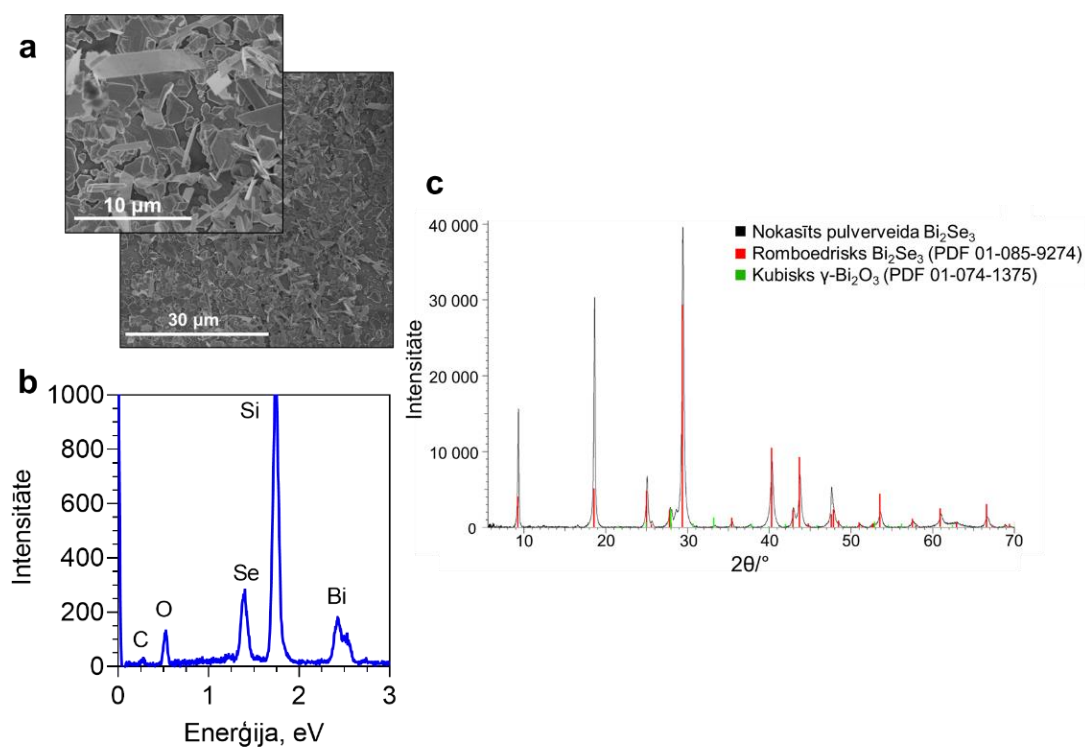 a
10 µm
30 µm
b
1000
800
600
400
200
0
Intensitāte
C
O
Se
Si
Bi
0
1
2
3
Enerģija, eV
c
40 000
30 000
20 000
10 000
0
Intensitāte
Nokasīts pulverveida Bi₂Se₃
Romboedrisks Bi₂Se₃ (PDF 01-085-9274)
Kubisks γ-Bi₂O₃ (PDF 01-074-1375)
10
20
30
40
50
60
70
2θ/°